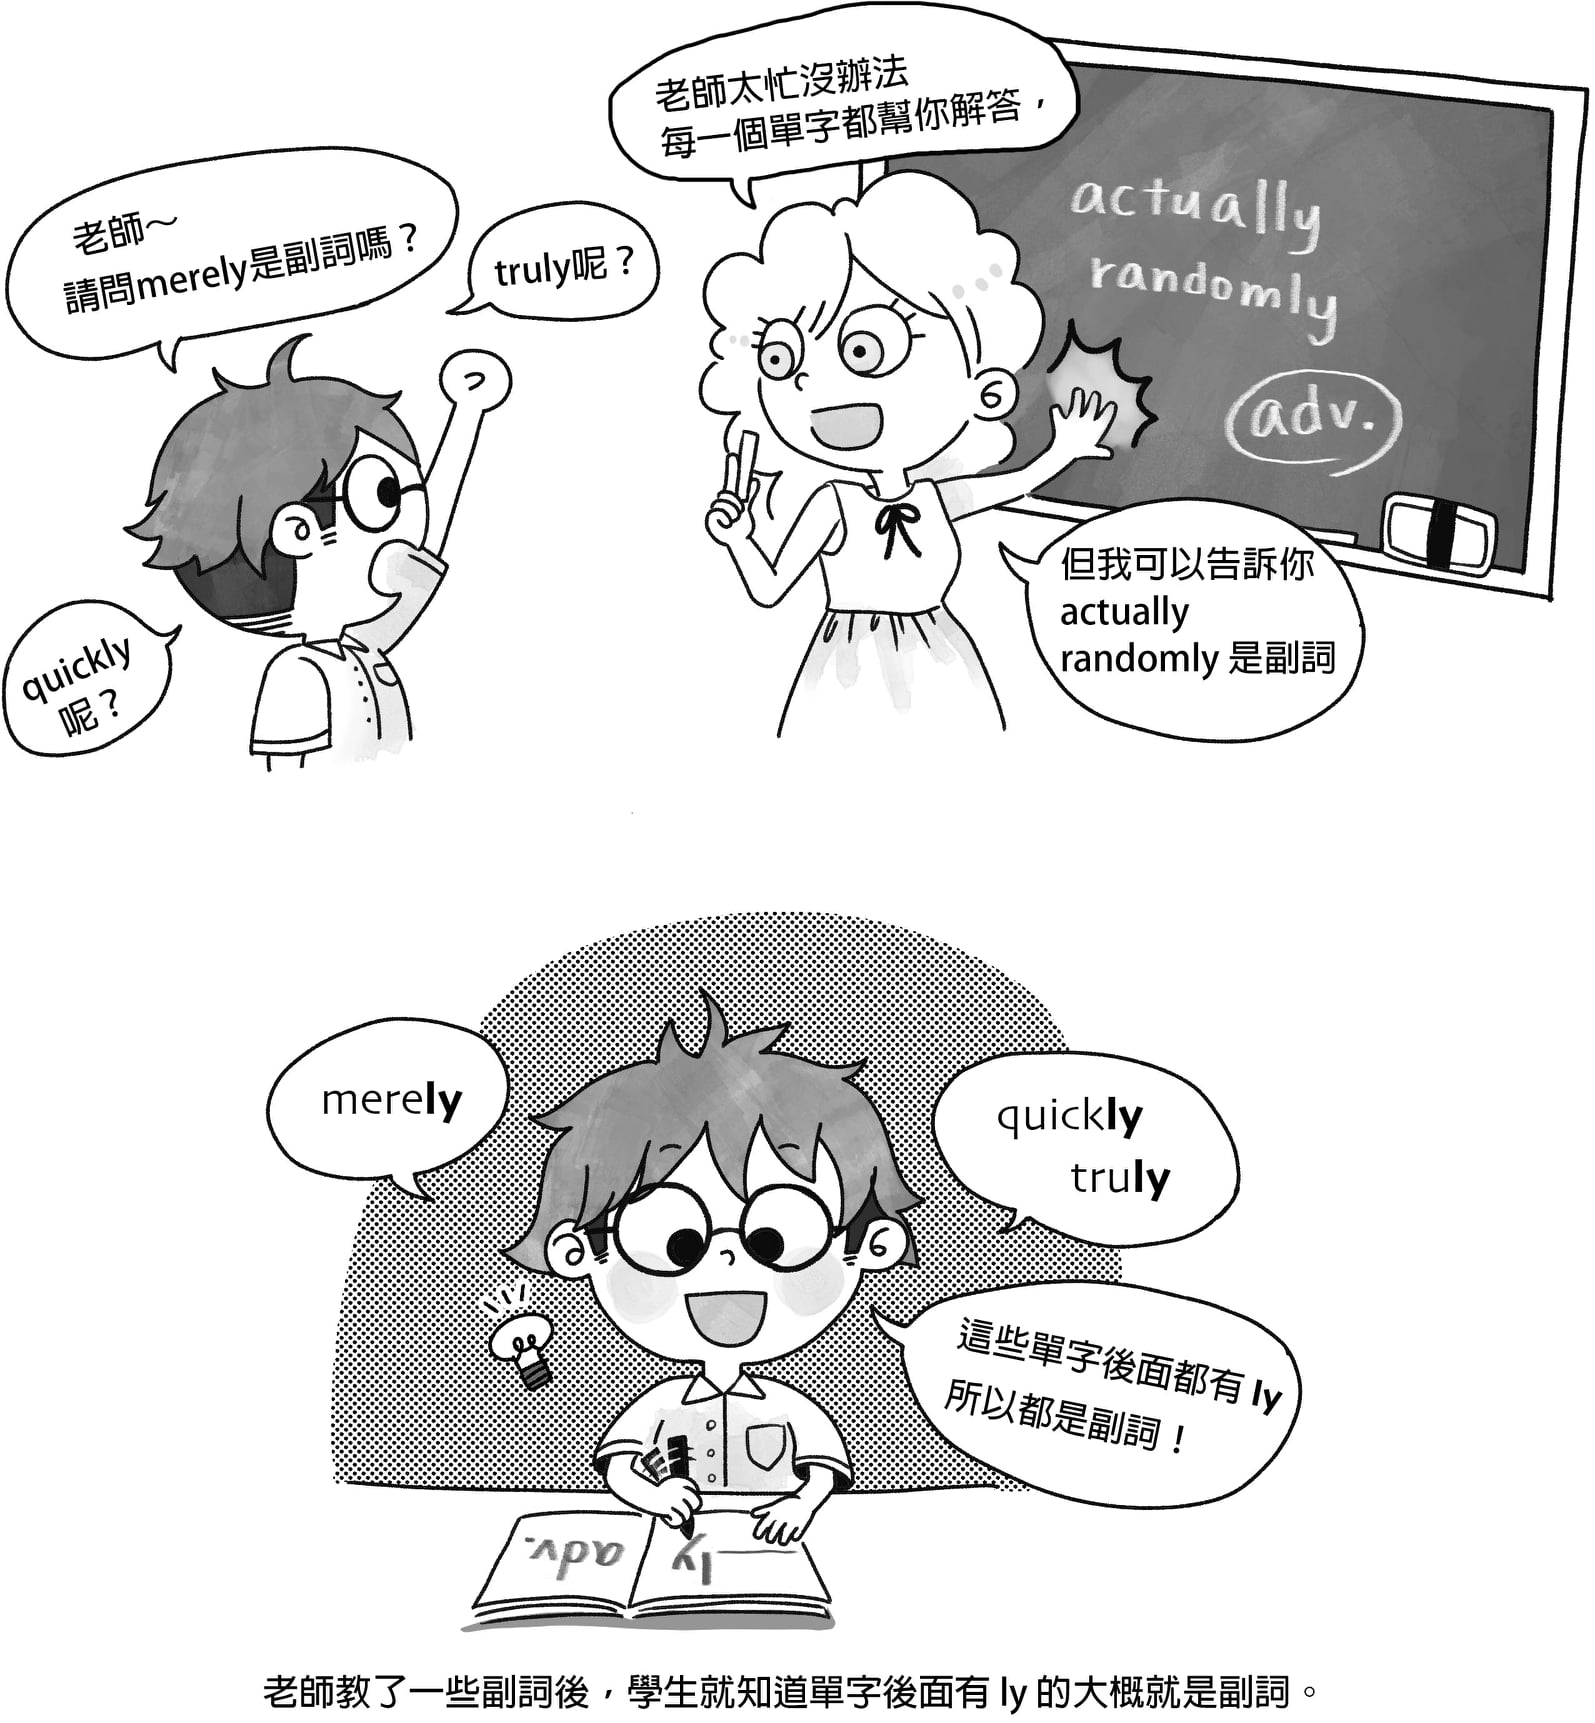 老師～
請問merely是副詞嗎？
truly呢？
quickly
呢？
老師太忙沒辦法
每一個單字都幫你解答，
actually
randomly
adv.
但我可以告訴你
actually
randomly 是副詞
merely
quickly
truly
這些單字後面都有 ly
所以都是副詞！
adv.
ly
老師教了一些副詞後，學生就知道單字後面有 ly 的大概就是副詞。